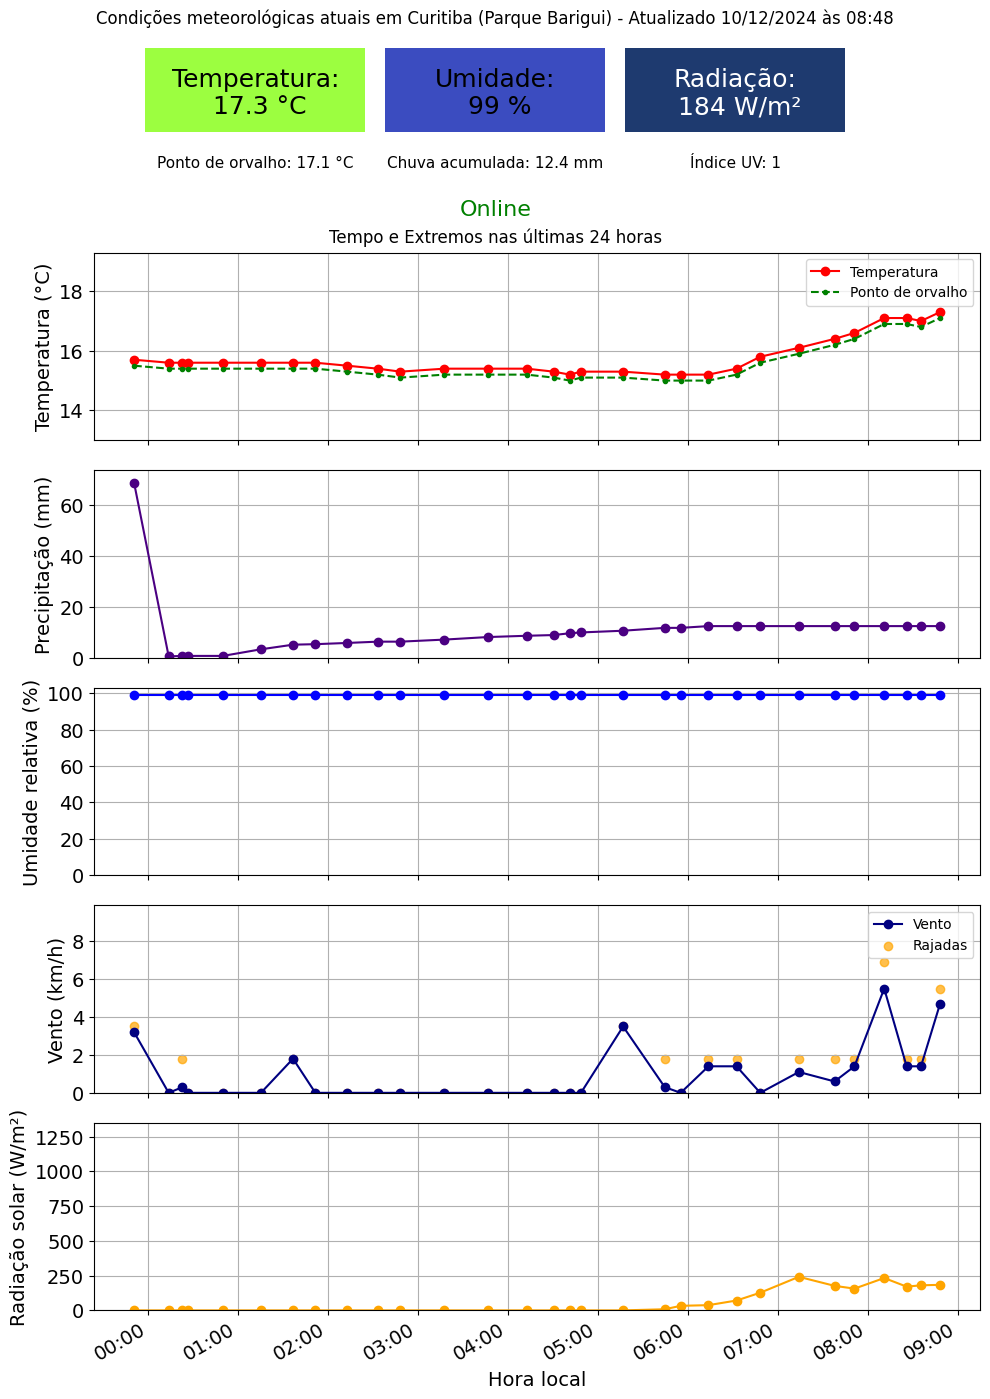 Condições meteorológicas atuais em Curitiba (Parque Barigui) - Atualizado 10/12/2024 às 08:48
Temperatura:
17.3 °C
Umidade:
99 %
Radiação:
184 W/m²
Ponto de orvalho: 17.1 °C
Chuva acumulada: 12.4 mm
Índice UV: 1
Online
Tempo e Extremos nas últimas 24 horas
Temperatura (°C)
18
16
14
Temperatura
Ponto de orvalho
Precipitação (mm)
60
40
20
0
Umidade relativa (%)
100
80
60
40
20
0
Vento (km/h)
8
6
4
2
0
Vento
Rajadas
Radiação solar (W/m²)
1250
1000
750
500
250
0
00:00
01:00
02:00
03:00
04:00
05:00
06:00
07:00
08:00
09:00
Hora local